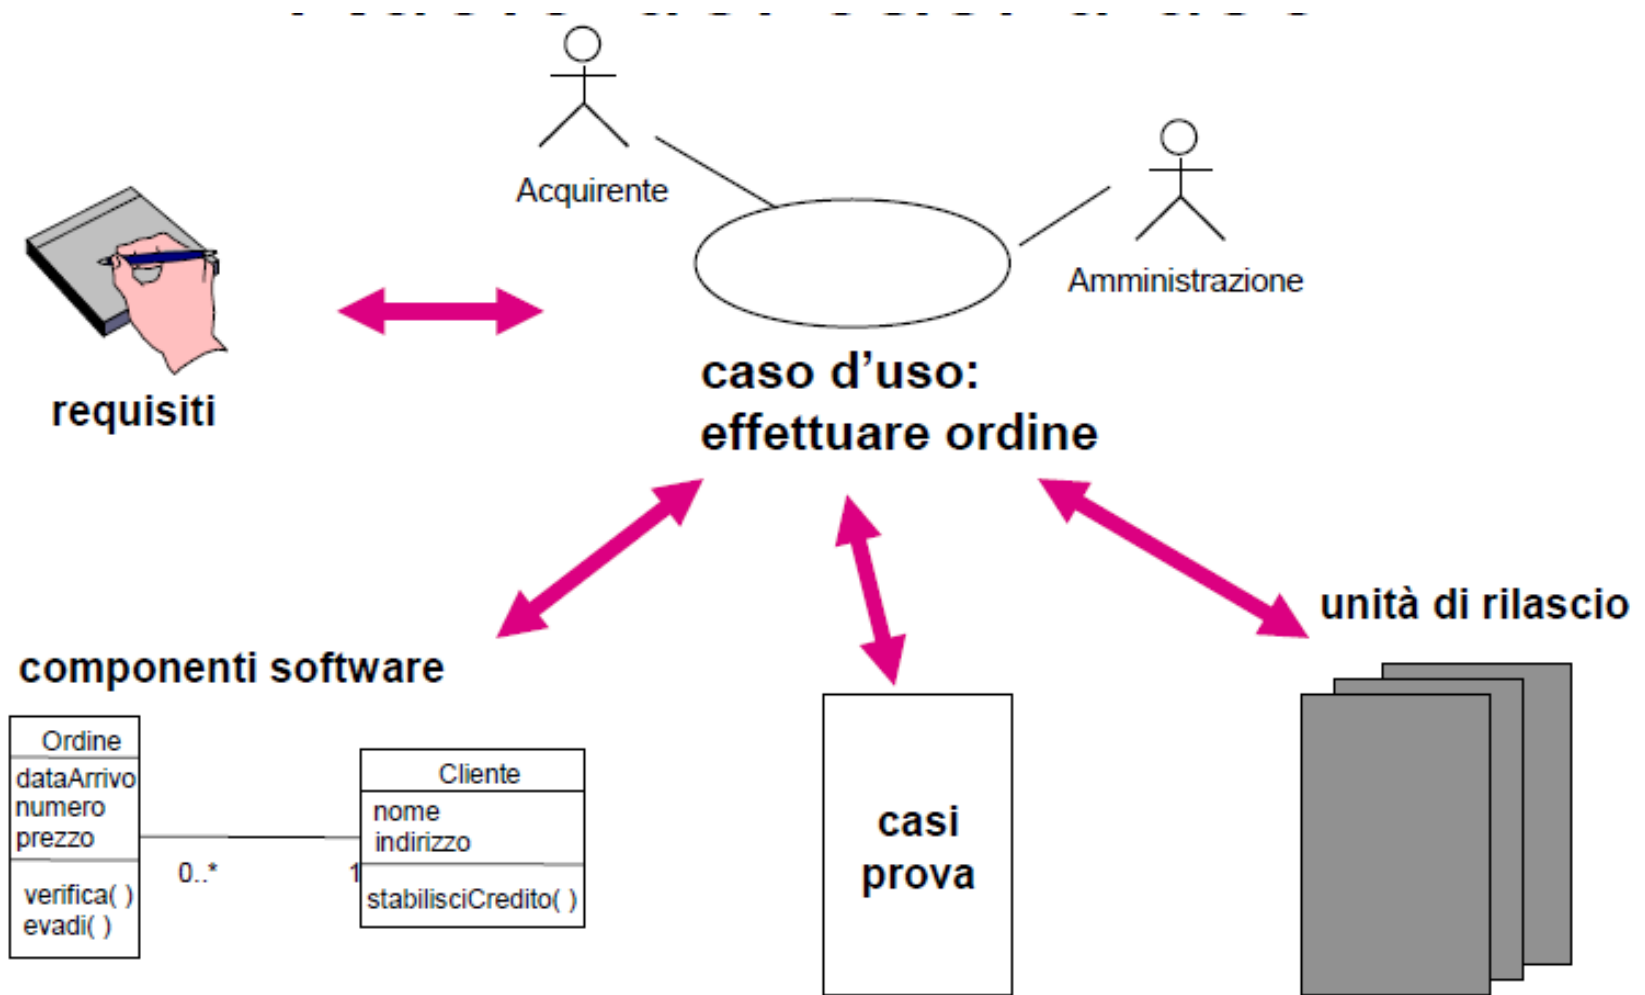 Acquirente
Amministrazione
requisiti
caso d'uso:
effettuare ordine
unità di rilascio
componenti software
Ordine
dataArrivo
numero
prezzo
verifica( )
evadi( )
0..*
1
Cliente
nome
indirizzo
stabilisciCredito( )
casi
prova